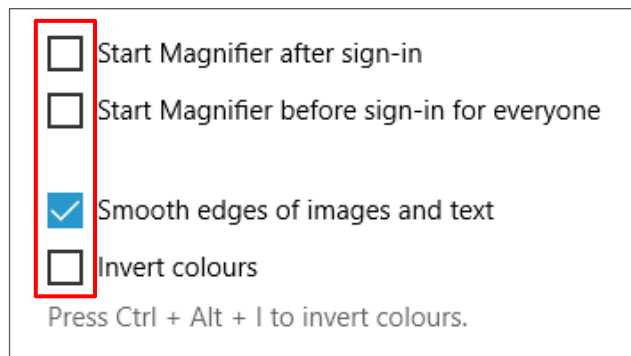 Start Magnifier after sign-in
Start Magnifier before sign-in for everyone
Smooth edges of images and text
Invert colours
Press Ctrl + Alt + I to invert colours.